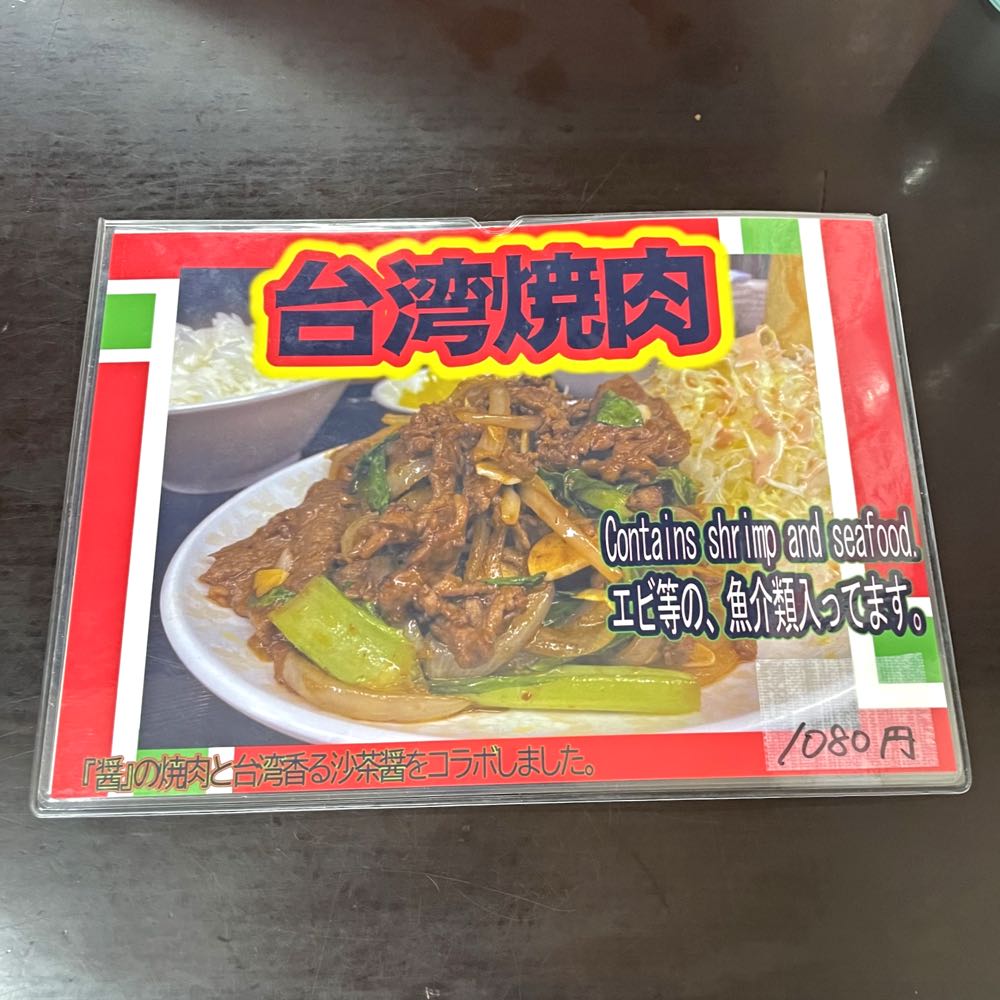 台湾焼肉
Contains shrimp and seafood.
エビ等の、魚介類入ってます。
1080円
『醤』の焼肉と台湾香る沙茶醤をコラボしました。